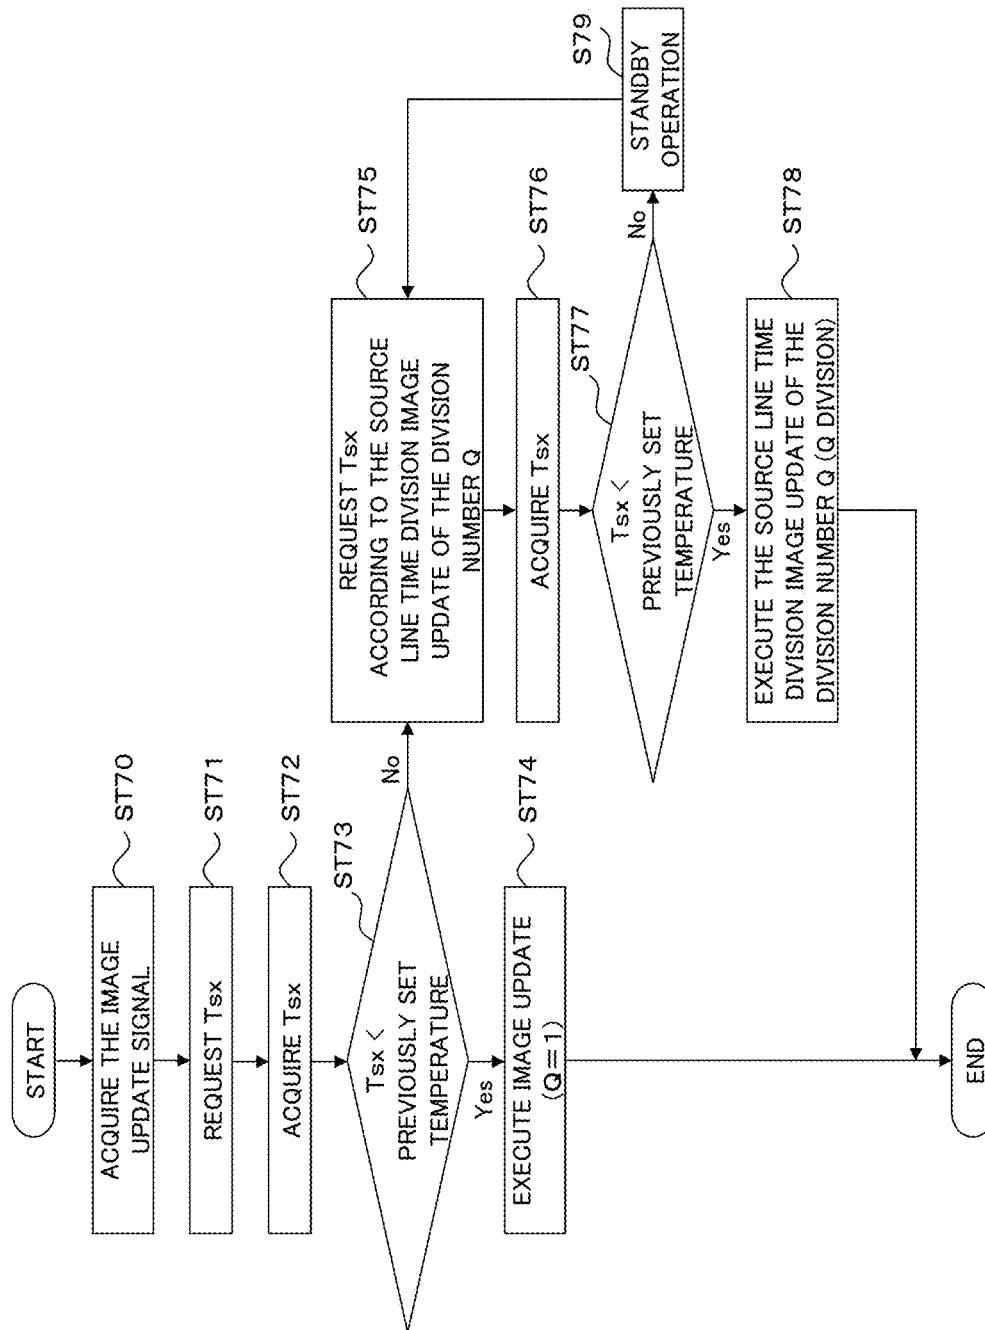 START
ACQUIRE THE IMAGE
UPDATE SIGNAL
ST70
REQUEST Tsx
ST71
ACQUIRE Tsx
ST72
Tsx <
PREVIOUSLY SET
TEMPERATURE
ST73
No
Yes
EXECUTE IMAGE UPDATE
(Q=1)
ST74
REQUEST Tsx
ACCORDING TO THE SOURCE
LINE TIME DIVISION IMAGE
UPDATE OF THE DIVISION
NUMBER Q
ST75
ACQUIRE Tsx
ST76
Tsx <
PREVIOUSLY SET
TEMPERATURE
ST77
No
Yes
STANDBY
OPERATION
S79
EXECUTE THE SOURCE LINE TIME
DIVISION IMAGE UPDATE OF THE
DIVISION NUMBER Q (Q DIVISION)
ST78
END